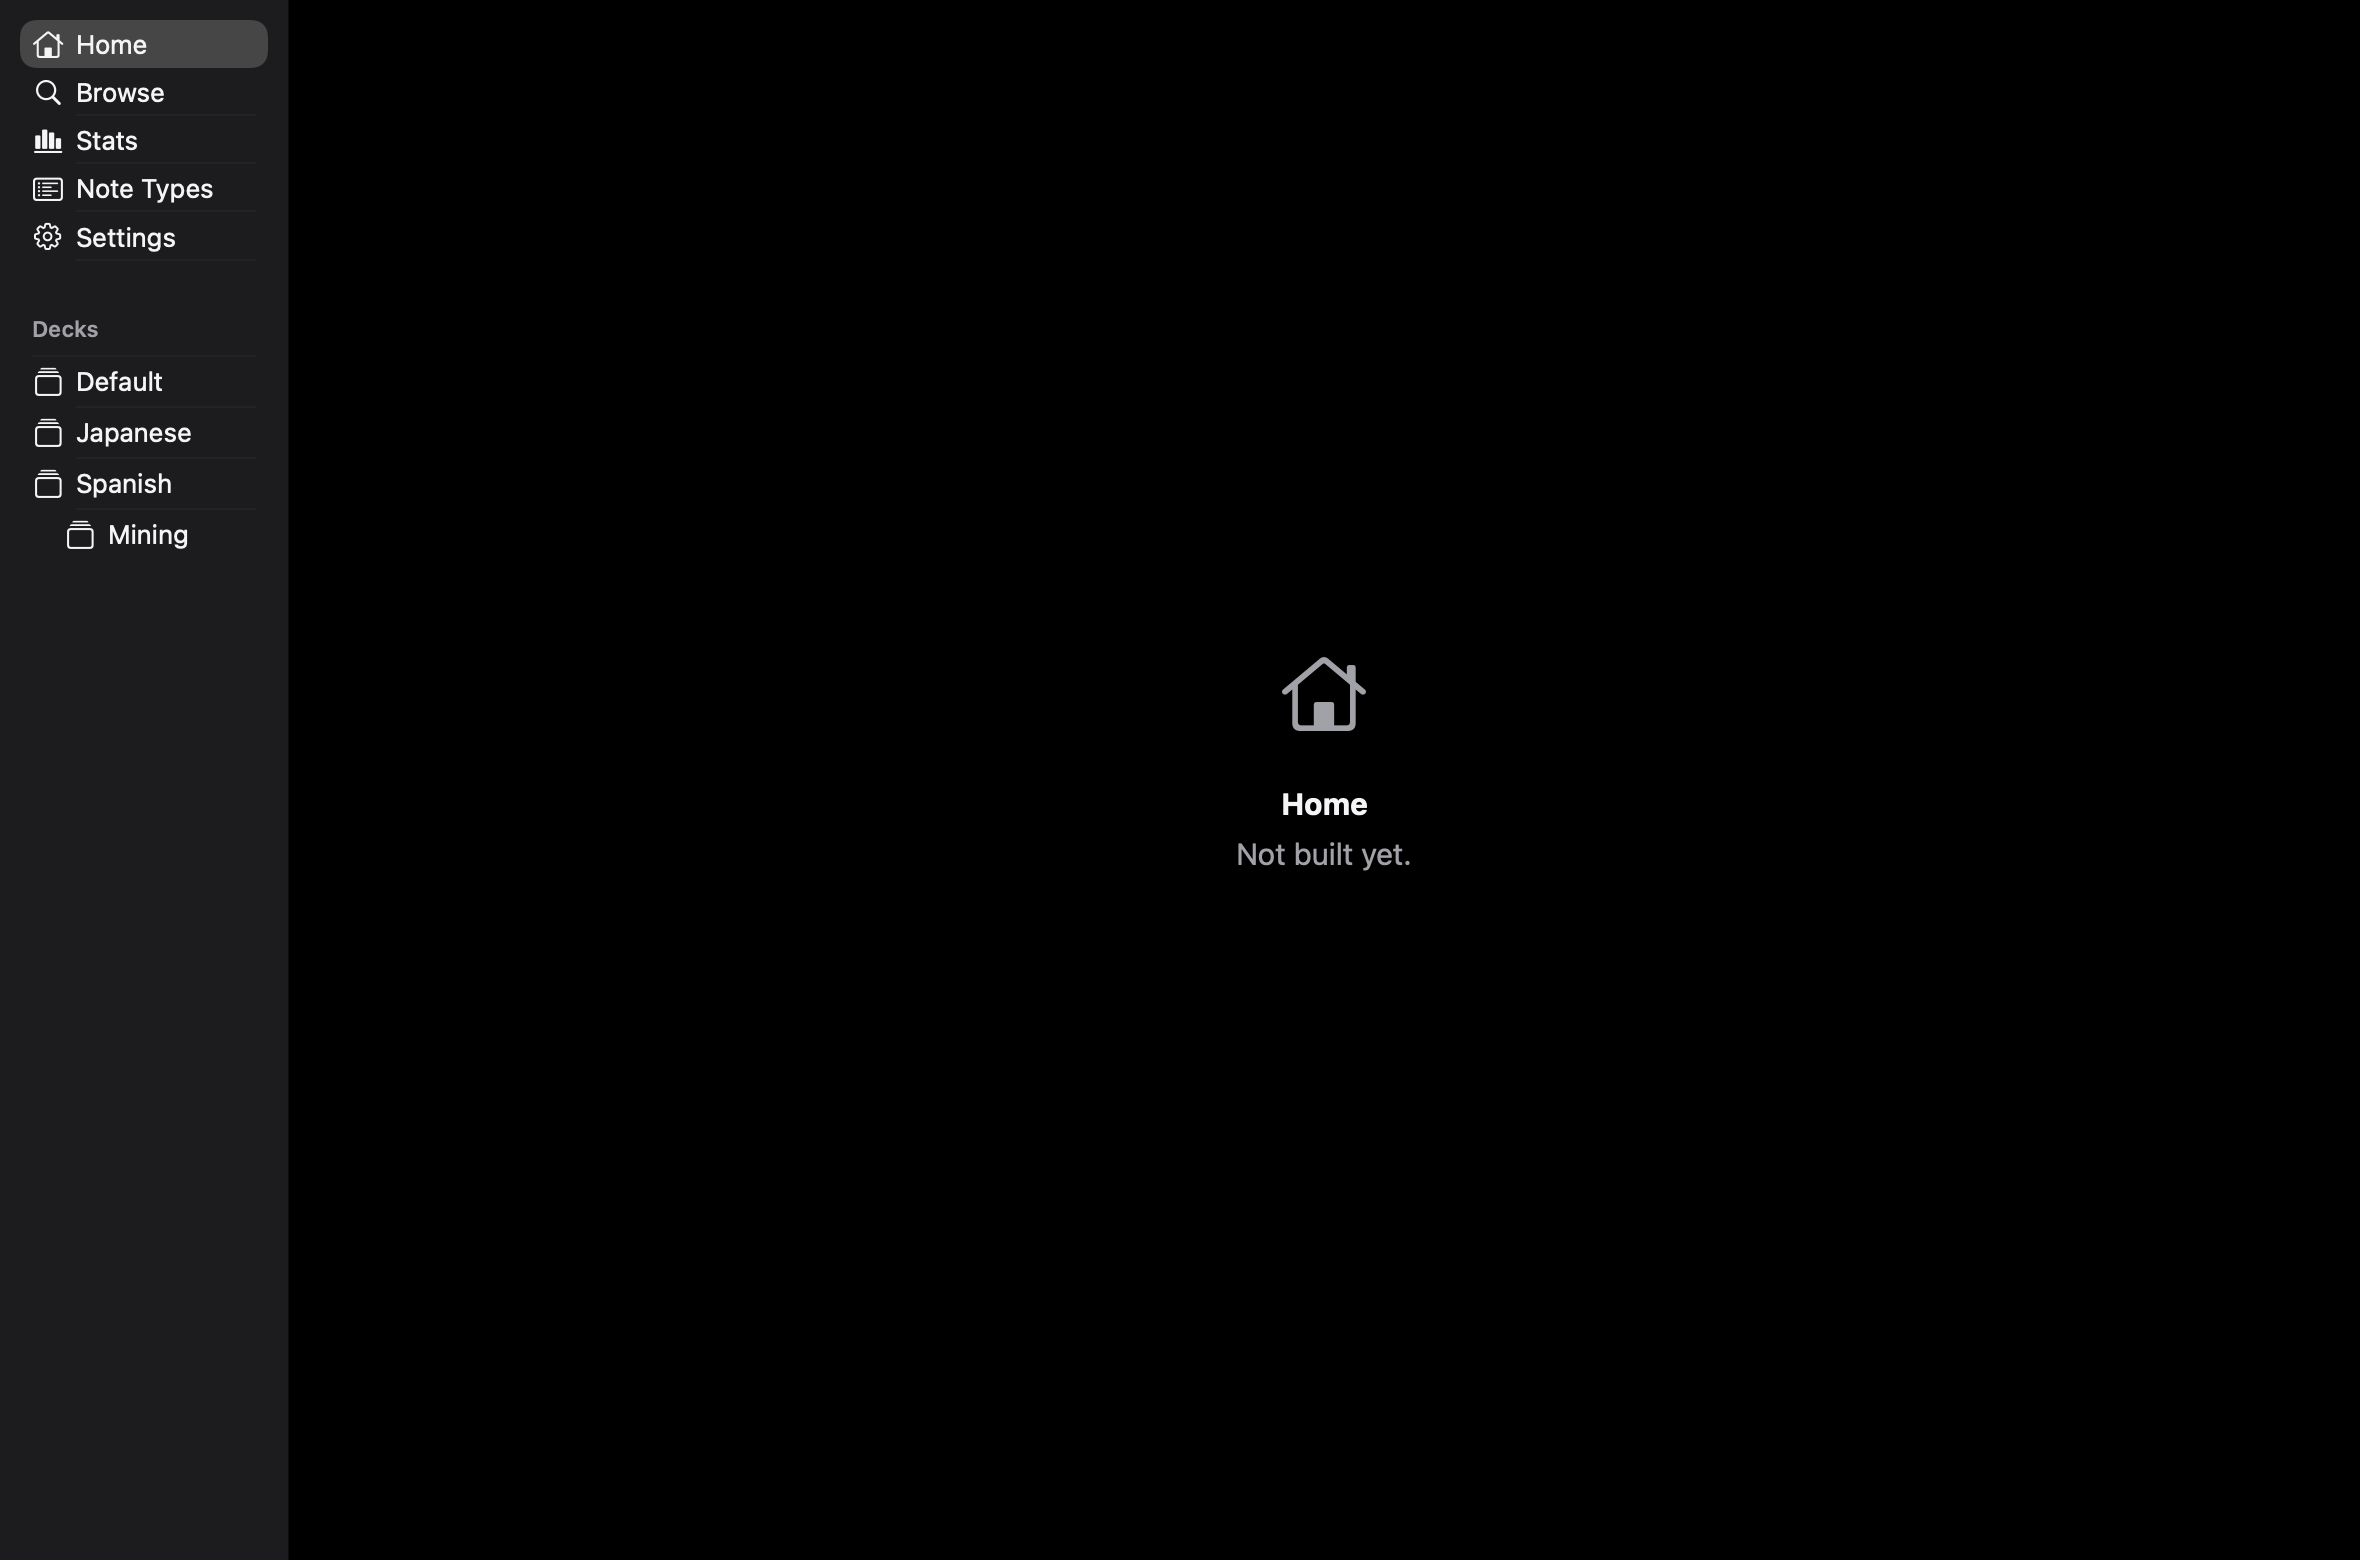 Home
Browse
Stats
Note Types
Settings
Decks
Default
Japanese
Spanish
Mining
Home
Not built yet.